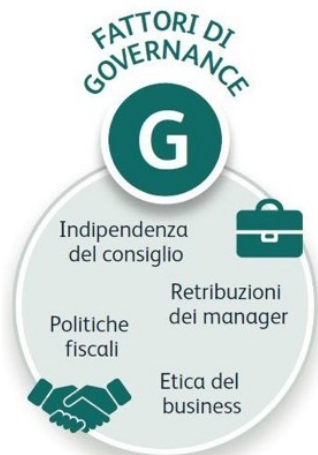 FATTORI DI
GOVERNANCE
G
Indipendenza
del consiglio
Retribuzioni
dei manager
Politiche
fiscali
Etica del
business